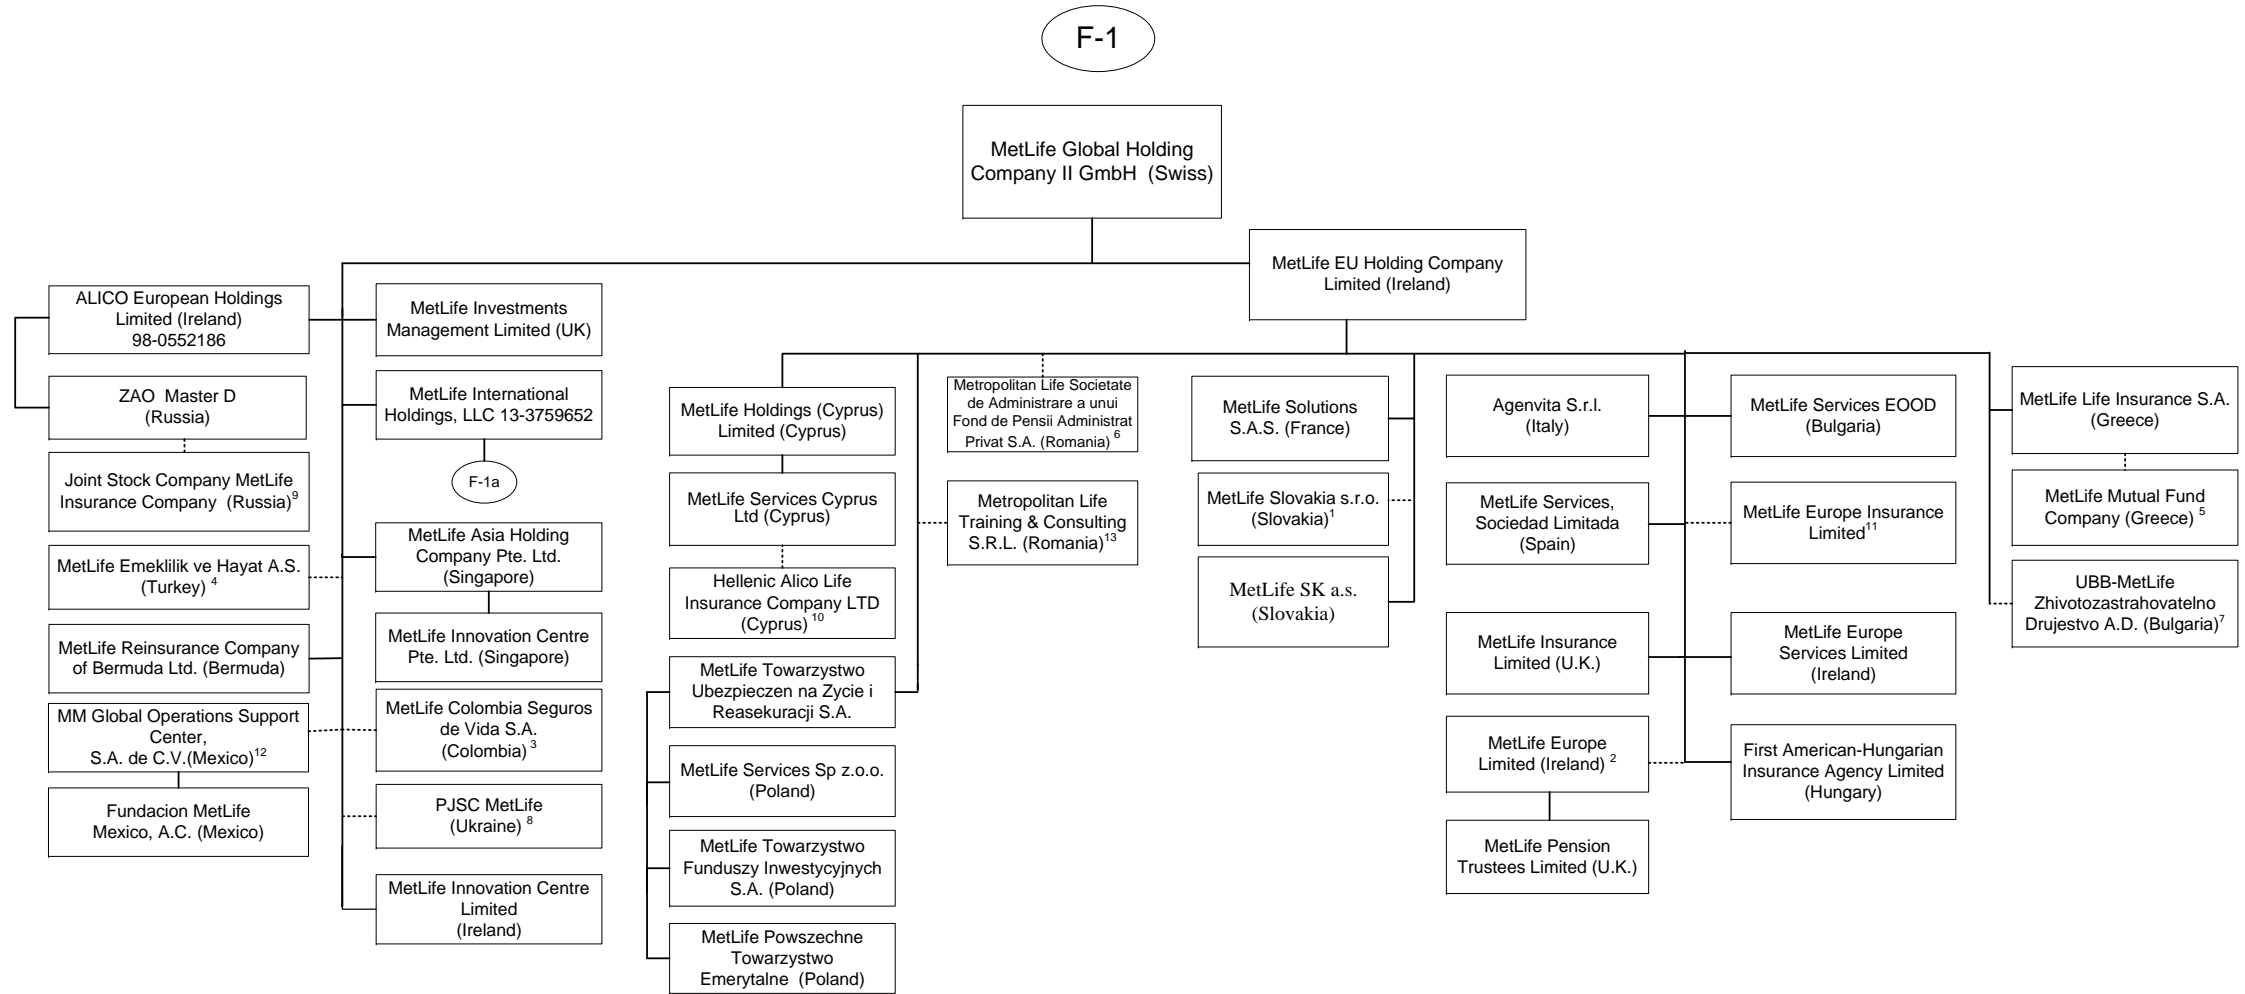 F-1
MetLife Global Holding
Company II GmbH (Swiss)
MetLife EU Holding Company
Limited (Ireland)
ALICO European Holdings
Limited (Ireland)
98-0552186
ZAO Master D
(Russia)
Joint Stock Company MetLife
Insurance Company (Russia)9
MetLife Emeklilik ve Hayat A.S.
(Turkey) 4
MetLife Reinsurance Company
of Bermuda Ltd. (Bermuda)
MM Global Operations Support
Center,
S.A. de C.V.(Mexico)12
Fundacion MetLife
Mexico, A.C. (Mexico)
MetLife Investments
Management Limited (UK)
MetLife International
Holdings, LLC 13-3759652
F-1a
MetLife Asia Holding
Company Pte. Ltd.
(Singapore)
MetLife Innovation Centre
Pte. Ltd. (Singapore)
MetLife Colombia Seguros
de Vida S.A.
(Colombia) 3
PJSC MetLife
(Ukraine) 8
MetLife Innovation Centre
Limited
(Ireland)
MetLife Holdings (Cyprus)
Limited (Cyprus)
MetLife Services Cyprus
Ltd (Cyprus)
Hellenic Alico Life
Insurance Company LTD
(Cyprus) 10
MetLife Towarzystwo
Ubezpieczen na Zycie i
Reasekuracji S.A.
MetLife Services Sp z.o.o.
(Poland)
MetLife Towarzystwo
Funduszy Inwestycyjnych
S.A. (Poland)
MetLife Powszechne
Towarzystwo
Emerytalne (Poland)
Metropolitan Life Societate
de Administrare a unui
Fond de Pensii Administrat
Privat S.A. (Romania) 6
Metropolitan Life
Training & Consulting
S.R.L. (Romania)13
MetLife Solutions
S.A.S. (France)
MetLife Slovakia s.r.o.
(Slovakia)1
MetLife SK a.s.
(Slovakia)
Agenvita S.r.l.
(Italy)
MetLife Services,
Sociedad Limitada
(Spain)
MetLife Insurance
Limited (U.K.)
MetLife Europe
Limited (Ireland) 2
MetLife Pension
Trustees Limited (U.K.)
MetLife Services EOOD
(Bulgaria)
MetLife Europe Insurance
Limited11
MetLife Europe
Services Limited
(Ireland)
First American-Hungarian
Insurance Agency Limited
(Hungary)
MetLife Life Insurance S.A.
(Greece)
MetLife Mutual Fund
Company (Greece) 5
UBB-MetLife
Zhivotozastrahovatelno
Drujestvo A.D. (Bulgaria)7